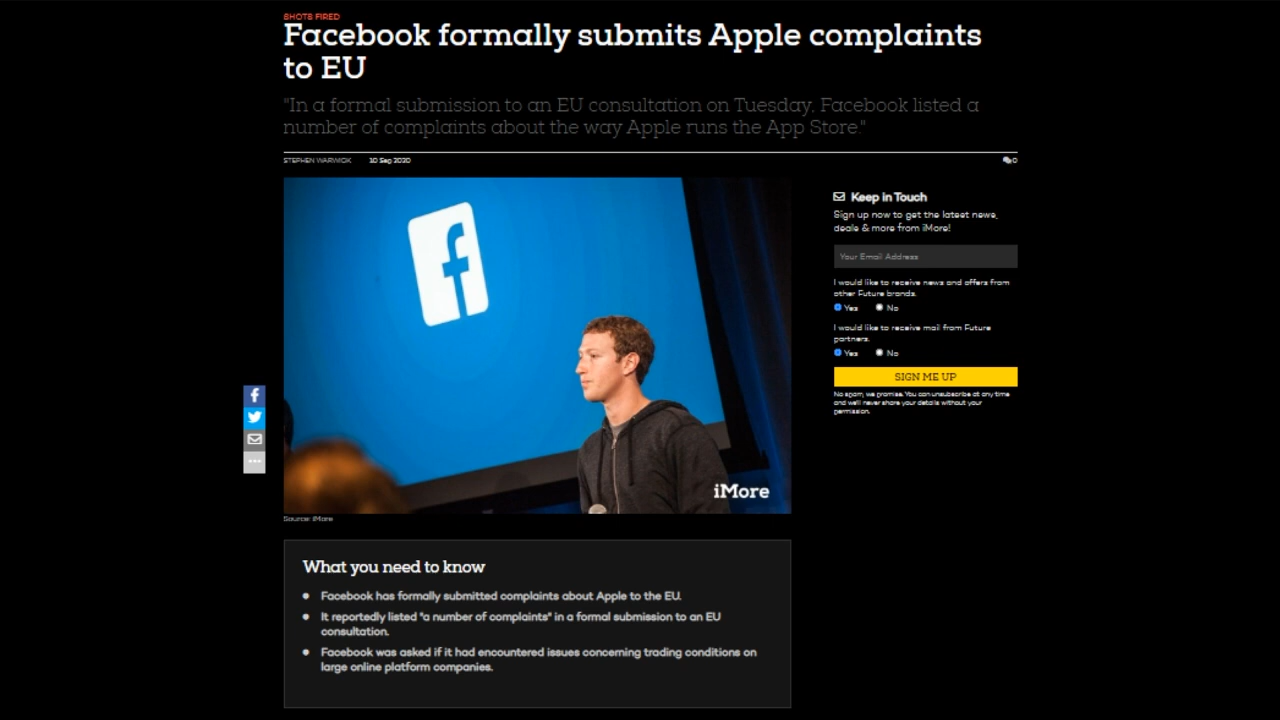 SHOTS FIRED
Facebook formally submits Apple complaints
to EU
"In a formal submission to an EU consultation on Tuesday, Facebook listed a
number of complaints about the way Apple runs the App Store."
STEPHEN WARWICK 10 Sep 2020 0
Keep in Touch
Sign up now to get the latest news,
deals & more from iMore!
Your Email Address
I would like to receive news and offers from
other Future brands.
Yes No
I would like to receive mail from Future
partners.
Yes No
SIGN ME UP
No spam, we promise. You can unsubscribe at any time
and we'll never share your details without your
permission.
f
f
iMore
Source: iMore
What you need to know
Facebook has formally submitted complaints about Apple to the EU.
It reportedly listed "a number of complaints" in a formal submission to an EU
consultation.
Facebook was asked if it had encountered issues concerning trading conditions on
large online platform companies.